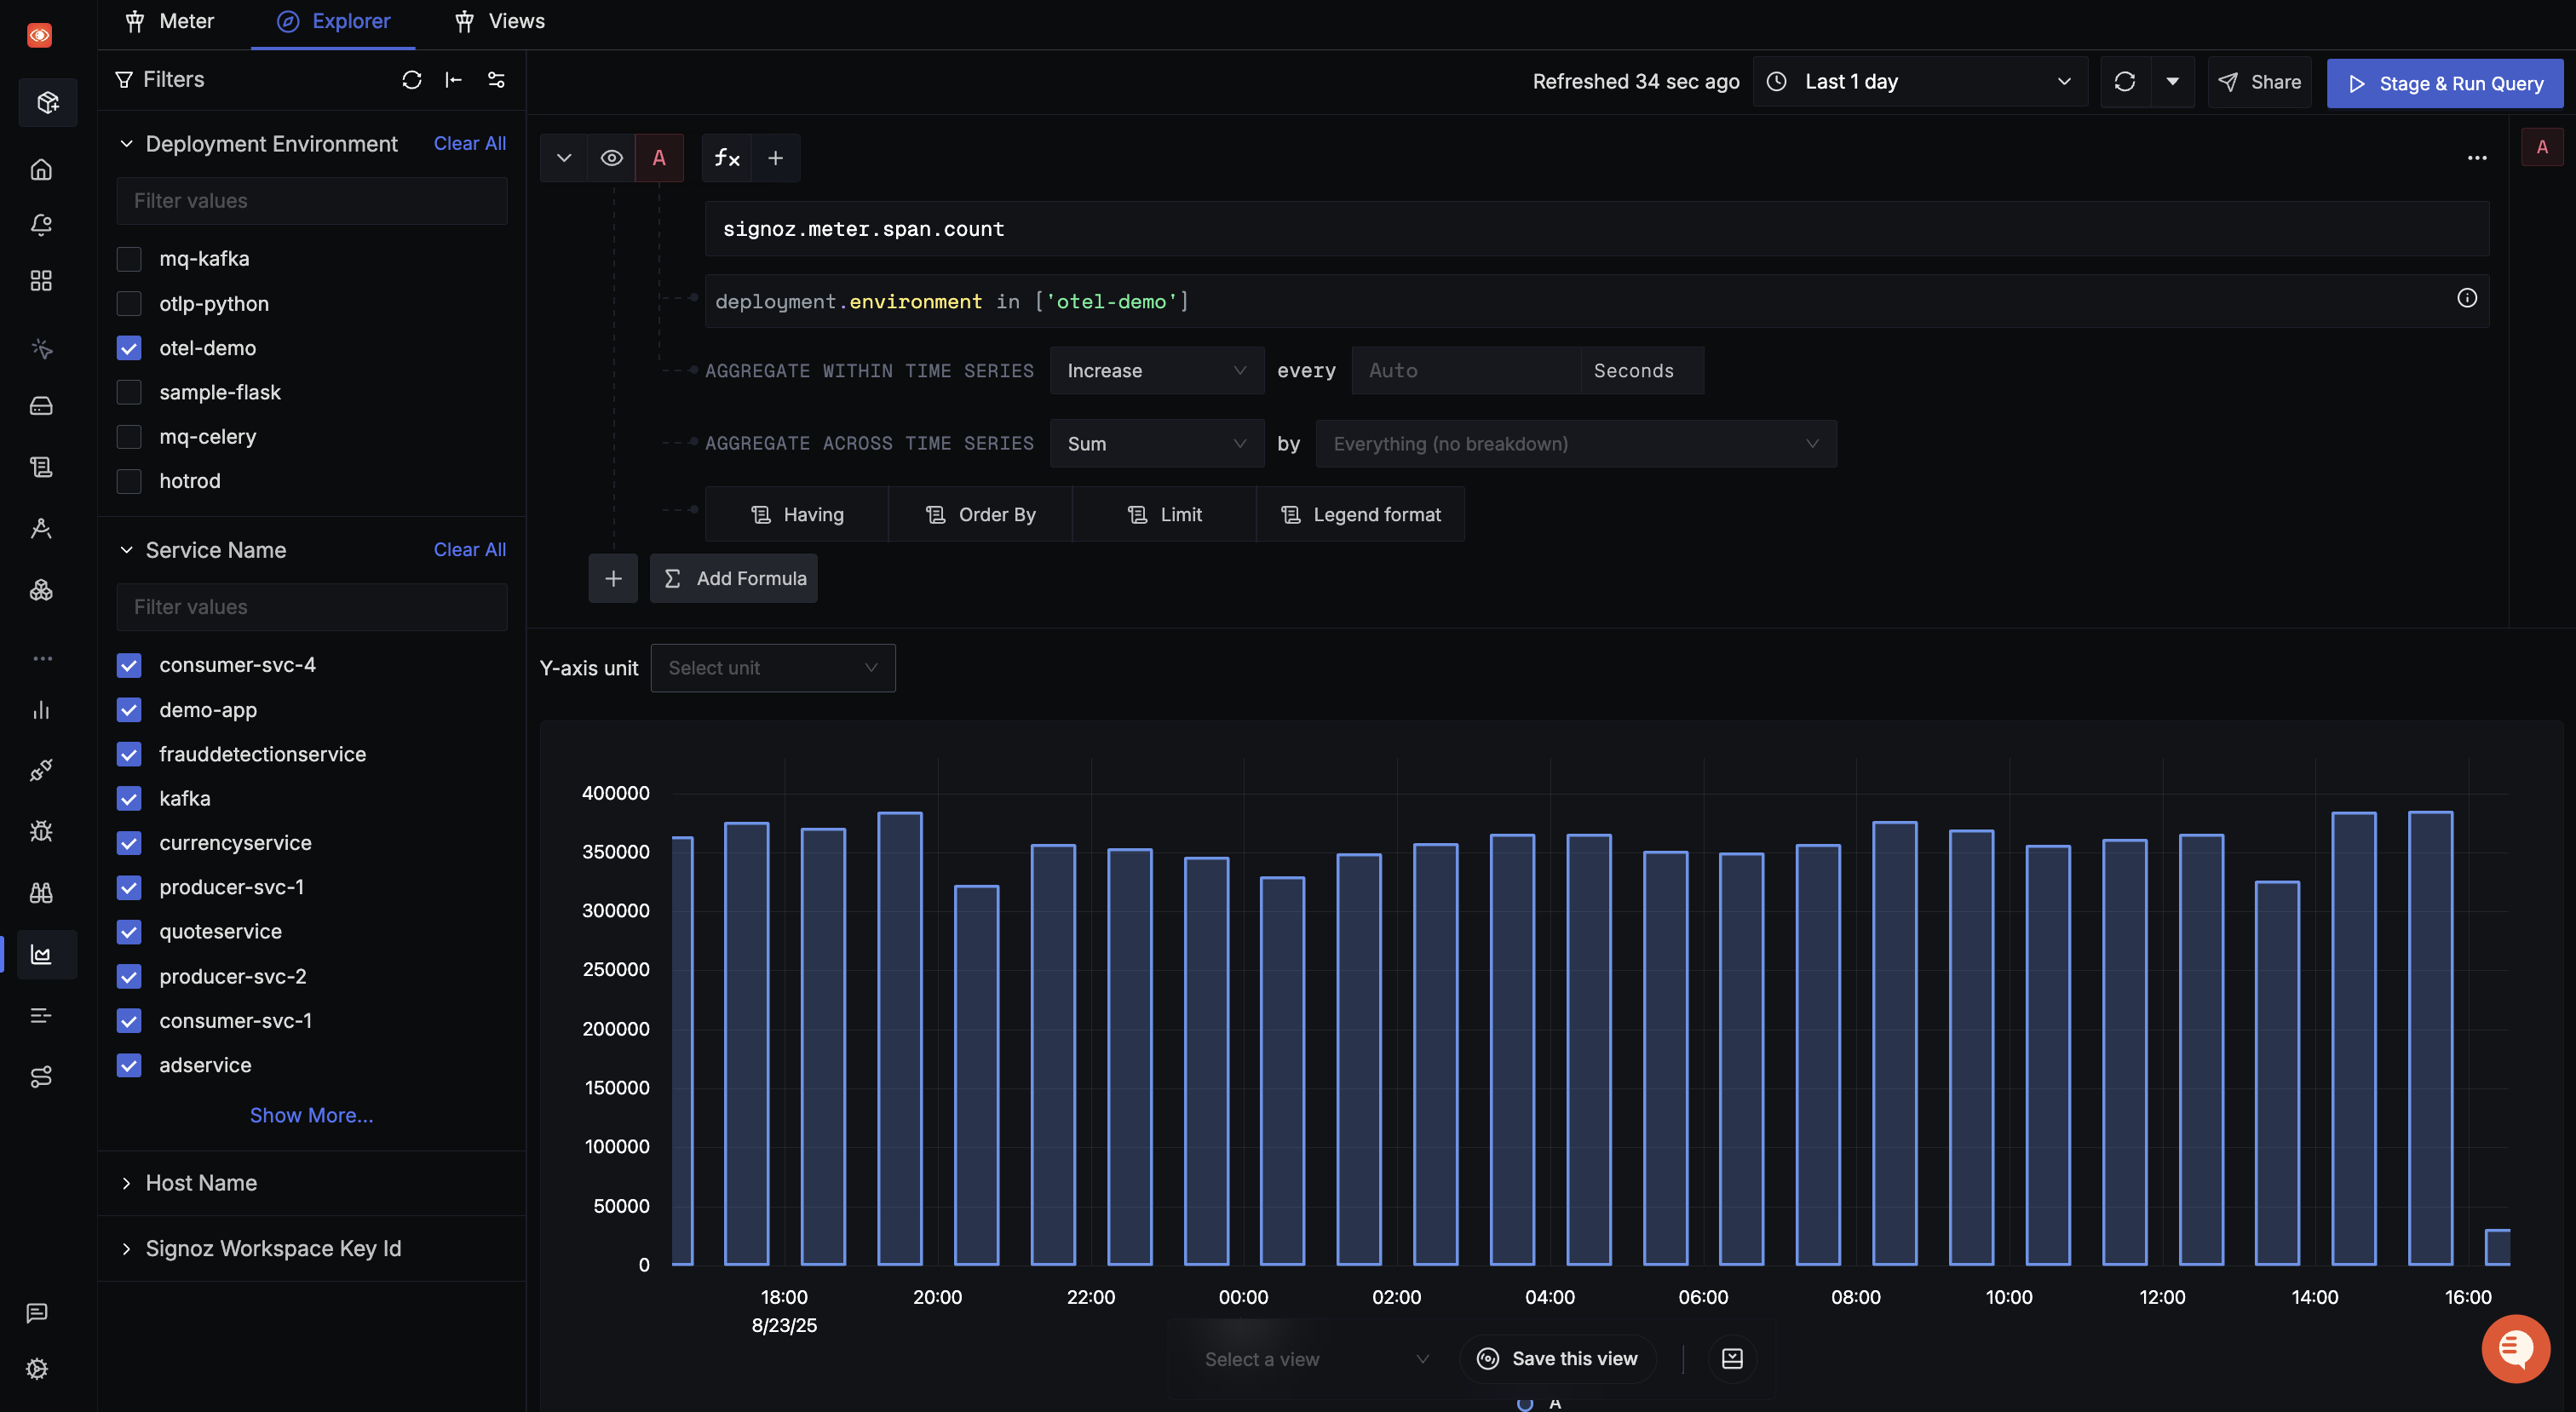 Meter
Explorer
Views
Filters
Refreshed 34 sec ago
Last 1 day
Share
Stage & Run Query
Deployment Environment
Clear All
Filter values
mq-kafka
otlp-python
otel-demo
sample-flask
mq-celery
hotrod
Service Name
Clear All
Filter values
consumer-svc-4
demo-app
frauddetectionservice
kafka
currencyservice
producer-svc-1
quoteservice
producer-svc-2
consumer-svc-1
adservice
Show More...
Host Name
Signoz Workspace Key Id
A
fx
A
signoz.meter.span.count
deployment.environment in ['otel-demo']
AGGREGATE WITHIN TIME SERIES Increase every Auto Seconds
AGGREGATE ACROSS TIME SERIES Sum by Everything (no breakdown)
Having Order By Limit Legend format
Add Formula
Y-axis unit Select unit
400000
350000
300000
250000
200000
150000
100000
50000
0
18:00 20:00 22:00 00:00 02:00 04:00 06:00 08:00 10:00 12:00 14:00 16:00
8/23/25
Select a view
Save this view
A